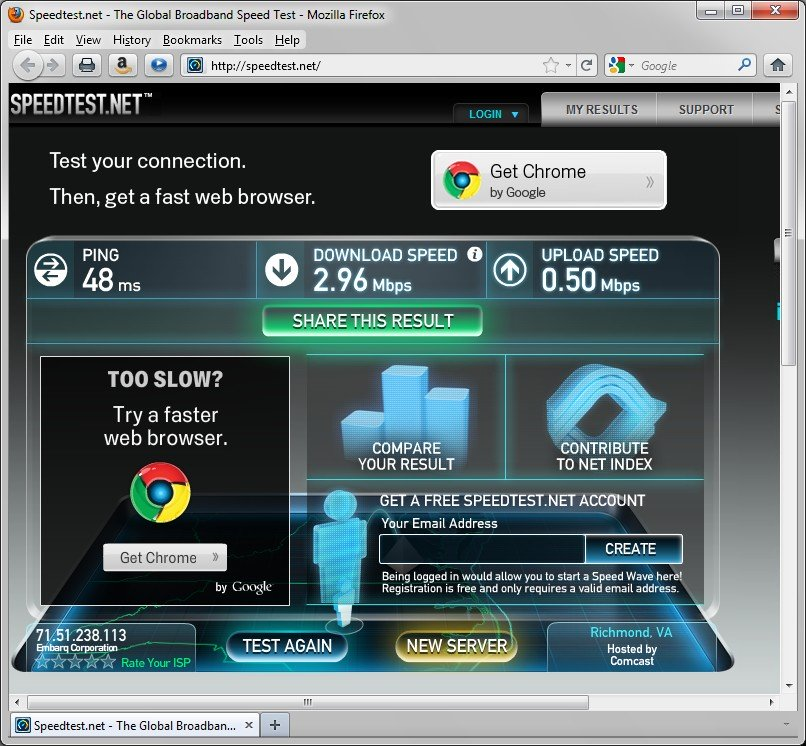 Speedtest.net - The Global Broadband Speed Test - Mozilla Firefox
File Edit View History Bookmarks Tools Help
http://speedtest.net/
Google
SPEEDTEST.NET™
LOGIN
MY RESULTS
SUPPORT
S
Test your connection.
Then, get a fast web browser.
Get Chrome
by Google
PING
48 ms
DOWNLOAD SPEED
2.96 Mbps
UPLOAD SPEED
0.50 Mbps
SHARE THIS RESULT
TOO SLOW?
Try a faster
web browser.
Get Chrome
by Google
COMPARE
YOUR RESULT
CONTRIBUTE
TO NET INDEX
GET A FREE SPEEDTEST.NET ACCOUNT
Your Email Address
CREATE
Being logged in would allow you to start a Speed Wave here!
Registration is free and only requires a valid email address.
71.51.238.113
Embarq Corporation
Rate Your ISP
TEST AGAIN
NEW SERVER
Richmond, VA
Hosted by
Comcast
Speedtest.net - The Global Broadban...